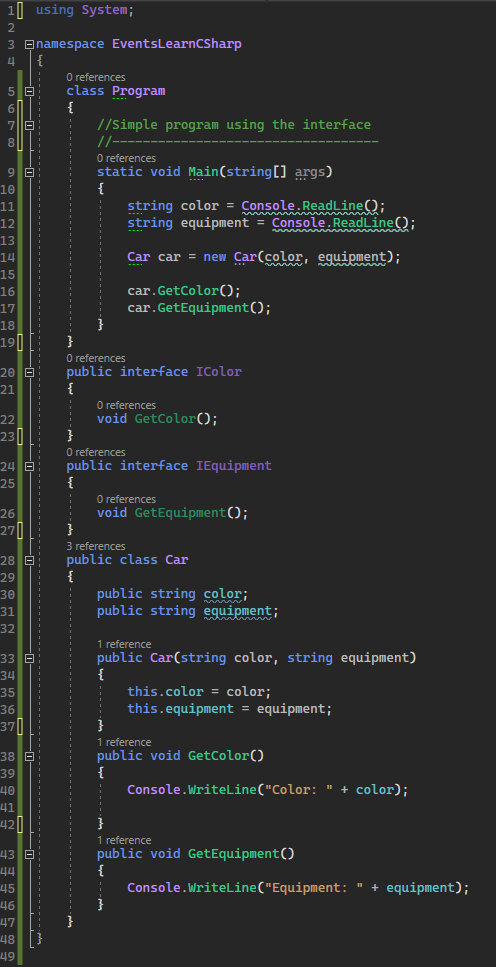 1 using System;
2
3 namespace EventsLearnCSharp
4 {
0 references
5 class Program
6 {
7 //Simple program using the interface
8 //-----------------------------------
0 references
9 static void Main(string[] args)
10 {
11 string color = Console.ReadLine();
12 string equipment = Console.ReadLine();
13
14 Car car = new Car(color, equipment);
15
16 car.GetColor();
17 car.GetEquipment();
18 }
19 }
0 references
20 public interface IColor
21 {
0 references
22 void GetColor();
23 }
0 references
24 public interface IEquipment
25 {
0 references
26 void GetEquipment();
27 }
3 references
28 public class Car
29 {
30 public string color;
31 public string equipment;
32
1 reference
33 public Car(string color, string equipment)
34 {
35 this.color = color;
36 this.equipment = equipment;
37 }
1 reference
38 public void GetColor()
39 {
40 Console.WriteLine("Color: " + color);
41
42 }
1 reference
43 public void GetEquipment()
44 {
45 Console.WriteLine("Equipment: " + equipment);
46 }
47 }
48 }
49